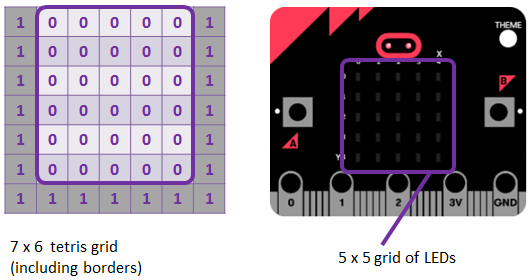 1 0 0 0 0 0 1
1 0 0 0 0 0 1
1 0 0 0 0 0 1
1 0 0 0 0 0 1
1 0 0 0 0 0 1
1 0 0 0 0 0 1
1 1 1 1 1 1 1
7 x 6 tetris grid
(including borders)
THEME
X
B
A
Y
0 1 2 3V GND
5 x 5 grid of LEDs